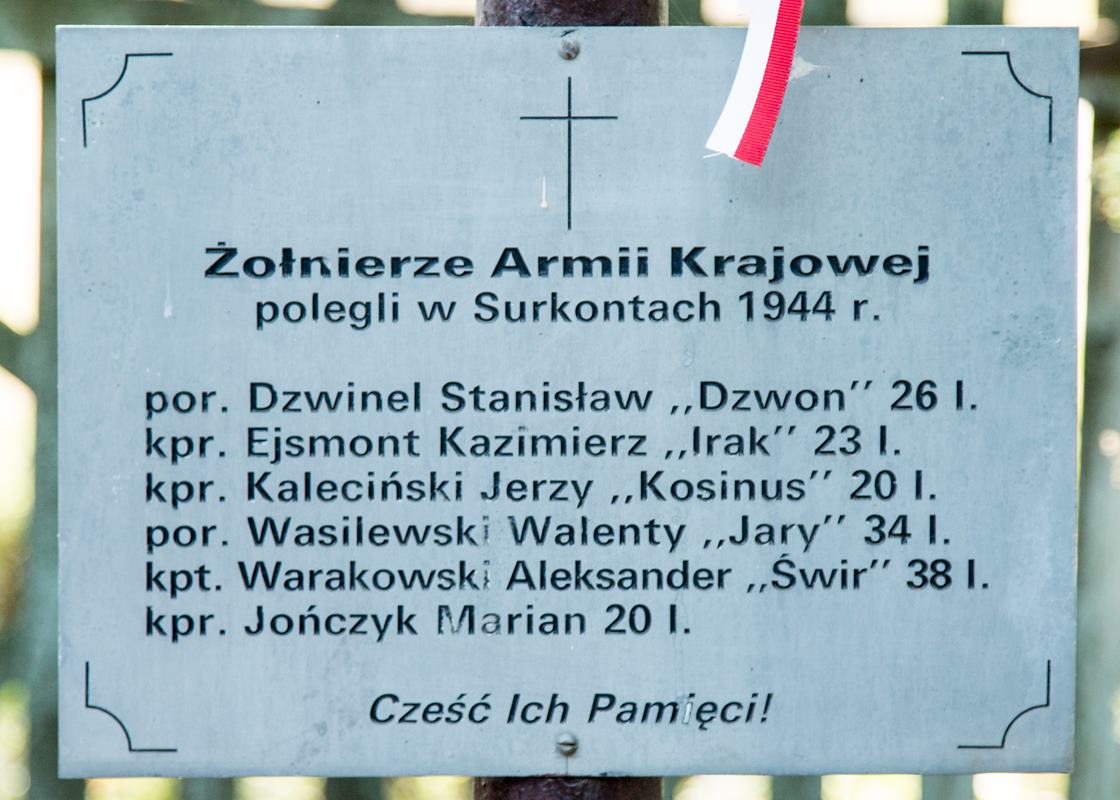 Żołnierze Armii Krajowej
polegli w Surkontach 1944 r.
por. Dzwinel Stanisław ,,Dzwon’’ 26 l.
kpr. Ejsmont Kazimierz ,,Irak’’ 23 l.
kpr. Kaleciński Jerzy ,,Kosinus’’ 20 l.
por. Wasilewski Walenty ,,Jary’’ 34 l.
kpt. Warakowski Aleksander ,,Świr’’ 38 l.
kpr. Jończyk Marian 20 l.
Cześć Ich Pamięci!